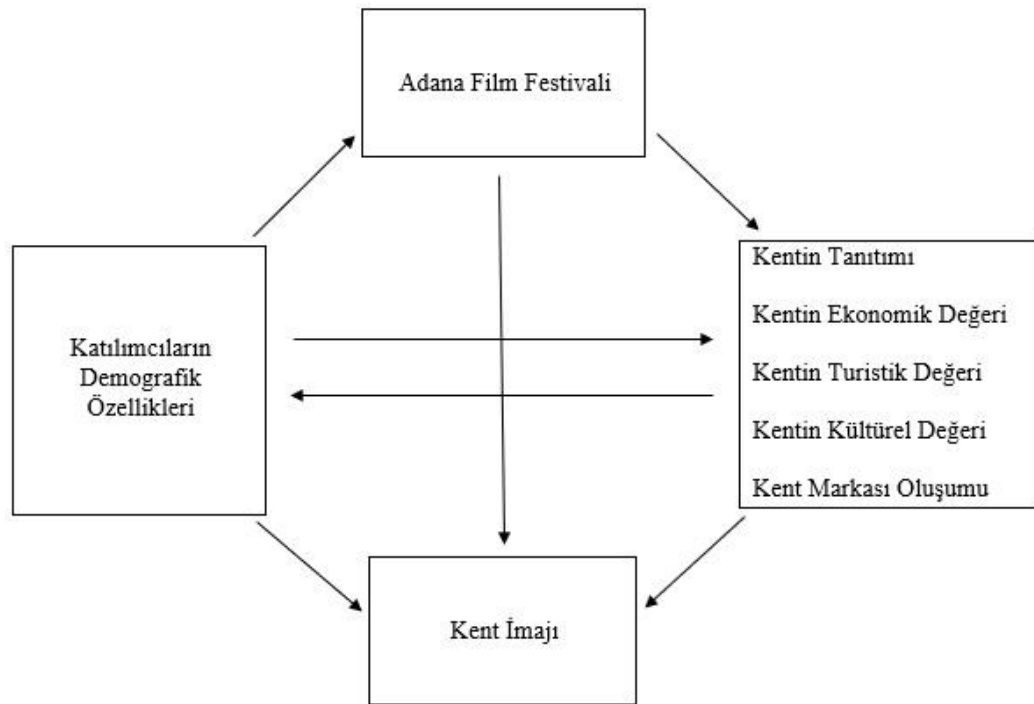 Adana Film Festivali
Katılımcıların
Demografik
Özellikleri
Kentin Tanıtımı
Kentin Ekonomik Değeri
Kentin Turistik Değeri
Kentin Kültürel Değeri
Kent Markası Oluşumu
Kent İmajı